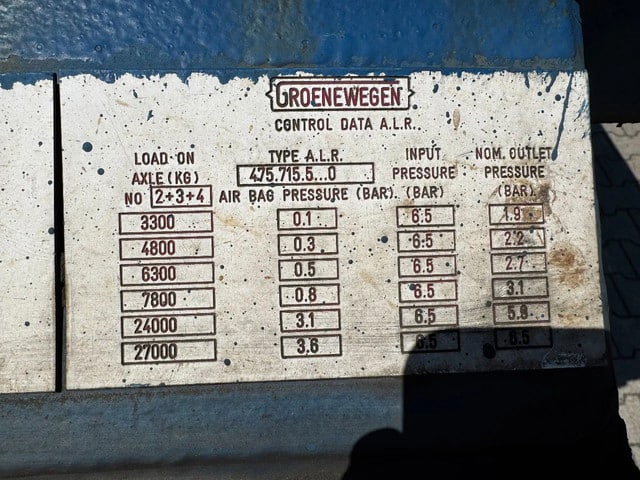 GROENEWEGEN
CONTROL DATA A.L.R.
LOAD ON TYPE A.L.R. INPUT NOM. OUTLET
AXLE (KG) 475.715.5...0 PRESSURE PRESSURE
NO 2+3+4 AIR BAG PRESSURE (BAR) (BAR) (BAR)
3300 0.1 6.5 1.9
4800 0.3 6.5 2.2
6300 0.5 6.5 2.7
7800 0.8 6.5 3.1
24000 3.1 6.5 5.9
27000 3.6 6.5 6.5